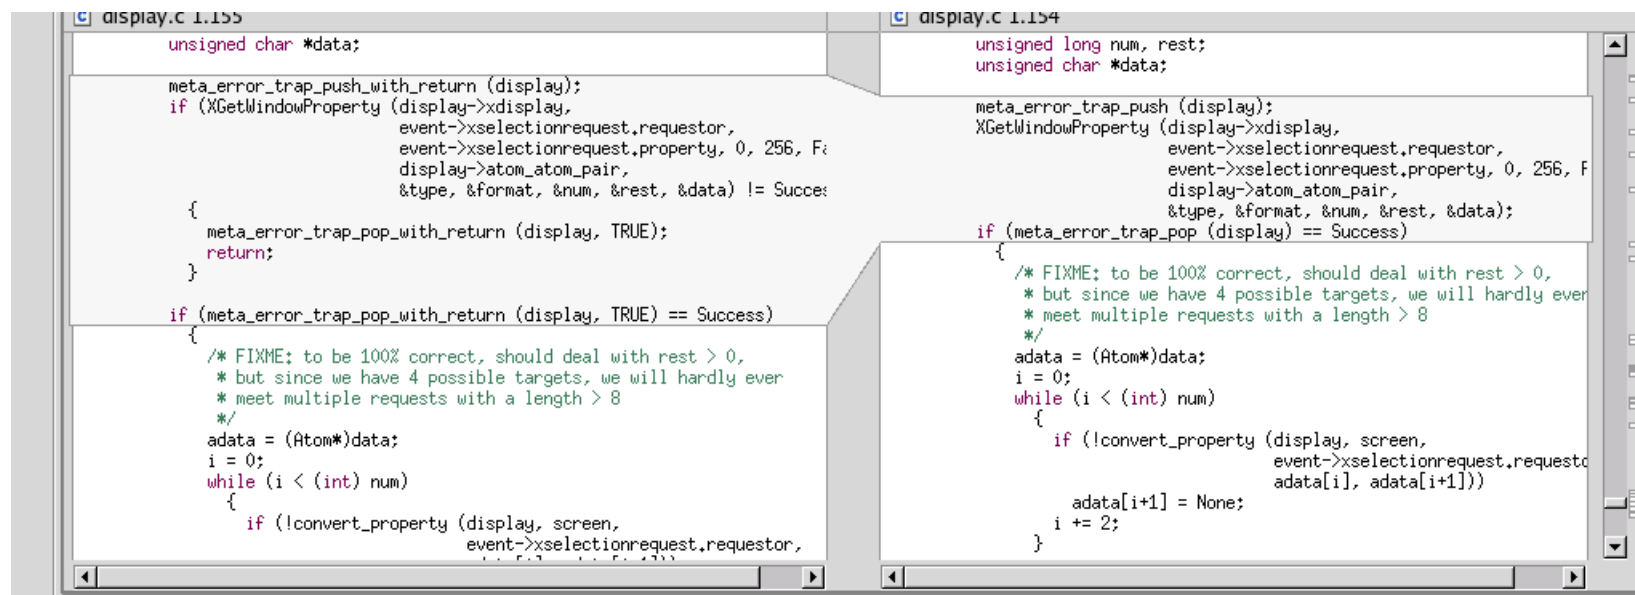 display.c 1.155
unsigned char *data;
meta_error_trap_push_with_return (display);
if (XGetWindowProperty (display->xdisplay,
event->xselectionrequest.requestor,
event->xselectionrequest.property, 0, 256, Fa
display->atom_atom_pair,
&type, &format, &num, &rest, &data) != Succes
{
meta_error_trap_pop_with_return (display, TRUE);
return;
}
if (meta_error_trap_pop_with_return (display, TRUE) == Success)
{
/* FIXME: to be 100% correct, should deal with rest > 0,
* but since we have 4 possible targets, we will hardly ever
* meet multiple requests with a length > 8
*/
adata = (Atom*)data;
i = 0;
while (i < (int) num)
{
if (!convert_property (display, screen,
event->xselectionrequest.requestor,
display.c 1.154
unsigned long num, rest;
unsigned char *data;
meta_error_trap_push (display);
XGetWindowProperty (display->xdisplay,
event->xselectionrequest.requestor,
event->xselectionrequest.property, 0, 256, F
display->atom_atom_pair,
&type, &format, &num, &rest, &data);
if (meta_error_trap_pop (display) == Success)
{
/* FIXME: to be 100% correct, should deal with rest > 0,
* but since we have 4 possible targets, we will hardly ever
* meet multiple requests with a length > 8
*/
adata = (Atom*)data;
i = 0;
while (i < (int) num)
{
if (!convert_property (display, screen,
event->xselectionrequest.requesto
adata[i], adata[i+1]))
adata[i+1] = None;
i += 2;
}